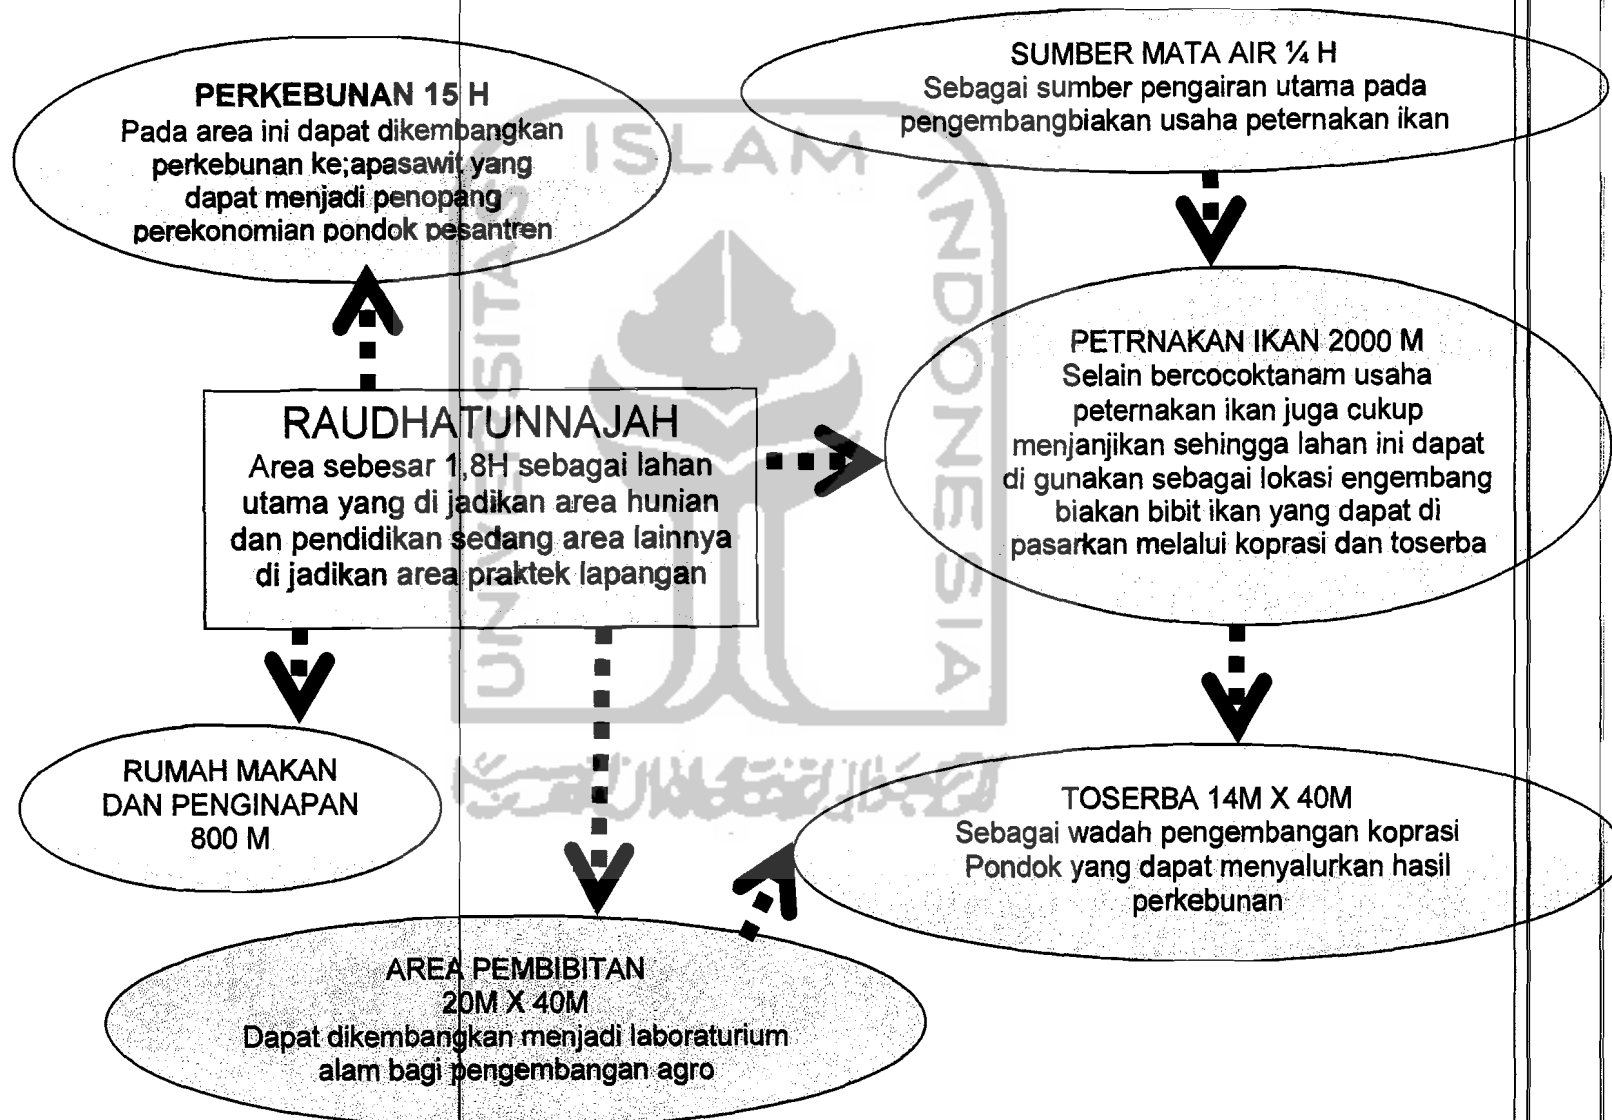 PERKEBUNAN 15 H
Pada area ini dapat dikembangkan
perkebunan ke;apasawit yang
dapat menjadi penopang
perekonomian pondok pesantren
SUMBER MATA AIR ¼ H
Sebagai sumber pengairan utama pada
pengembangbiakan usaha peternakan ikan
RAUDHATUNNAJAH
Area sebesar 1,8H sebagai lahan
utama yang di jadikan area hunian
dan pendidikan sedang area lainnya
di jadikan area praktek lapangan
PETRNAKAN IKAN 2000 M
Selain bercocoktanam usaha
peternakan ikan juga cukup
menjanjikan sehingga lahan ini dapat
di gunakan sebagai lokasi engembang
biakan bibit ikan yang dapat di
pasarkan melalui koprasi dan toserba
RUMAH MAKAN
DAN PENGINAPAN
800 M
TOSERBA 14M X 40M
Sebagai wadah pengembangan koprasi
Pondok yang dapat menyalurkan hasil
perkebunan
AREA PEMBIBITAN
20M X 40M
Dapat dikembangkan menjadi laboraturium
alam bagi pengembangan agro
UNIVERSITAS
ISLAM
INDONESIA